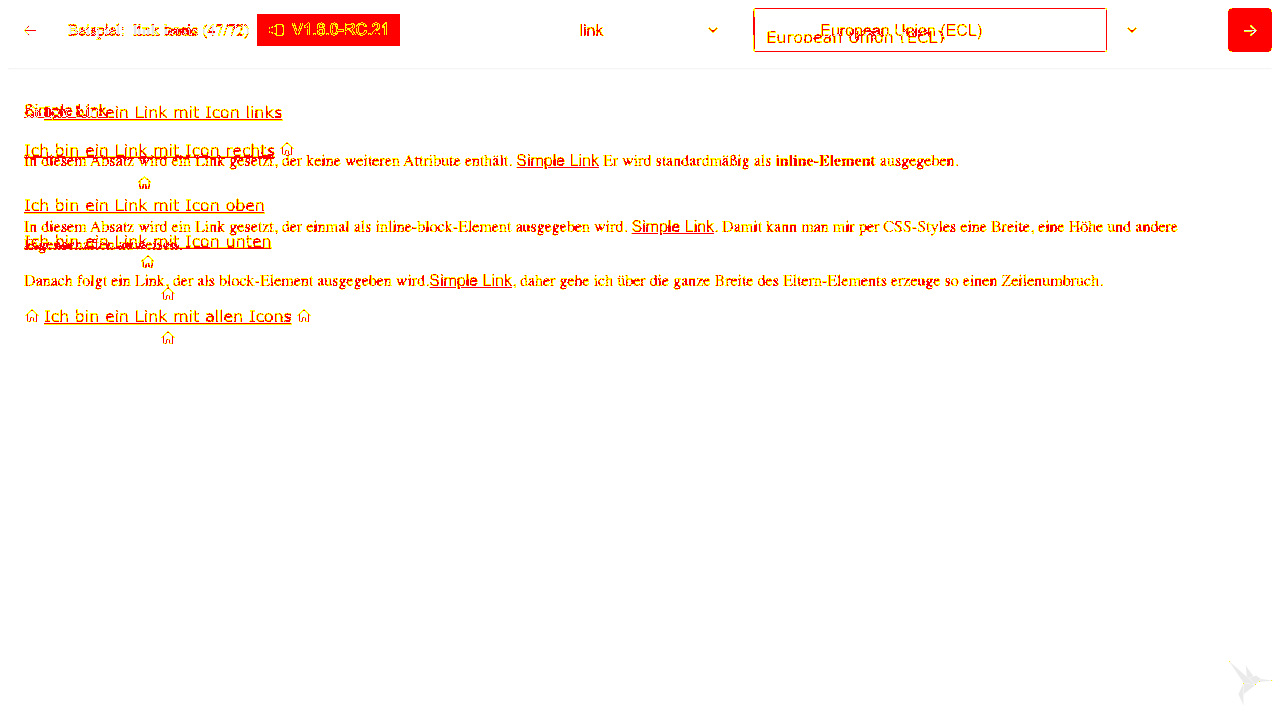 Beispiel: link (47/72) V1.6.0-RC.21 link European Union (ECL)
European Union (ECL)
Simple Link
ein Link mit Icon links
Ich bin ein Link mit Icon rechts
In diesem Absatz wird ein Link gesetzt, der keine weiteren Attribute enthält. Simple Link Er wird standardmäßig als inline-Element ausgegeben.
Ich bin ein Link mit Icon oben
In diesem Absatz wird ein Link gesetzt, der einmal als inline-block-Element ausgegeben wird. Simple Link. Damit kann man mir per CSS-Styles eine Breite, eine Höhe und andere
Ich bin ein Link mit Icon unten
Danach folgt ein Link, der als block-Element ausgegeben wird.Simple Link, daher gehe ich über die ganze Breite des Eltern-Elements erzeuge so einen Zeilenumbruch.
Ich bin ein Link mit allen Icons